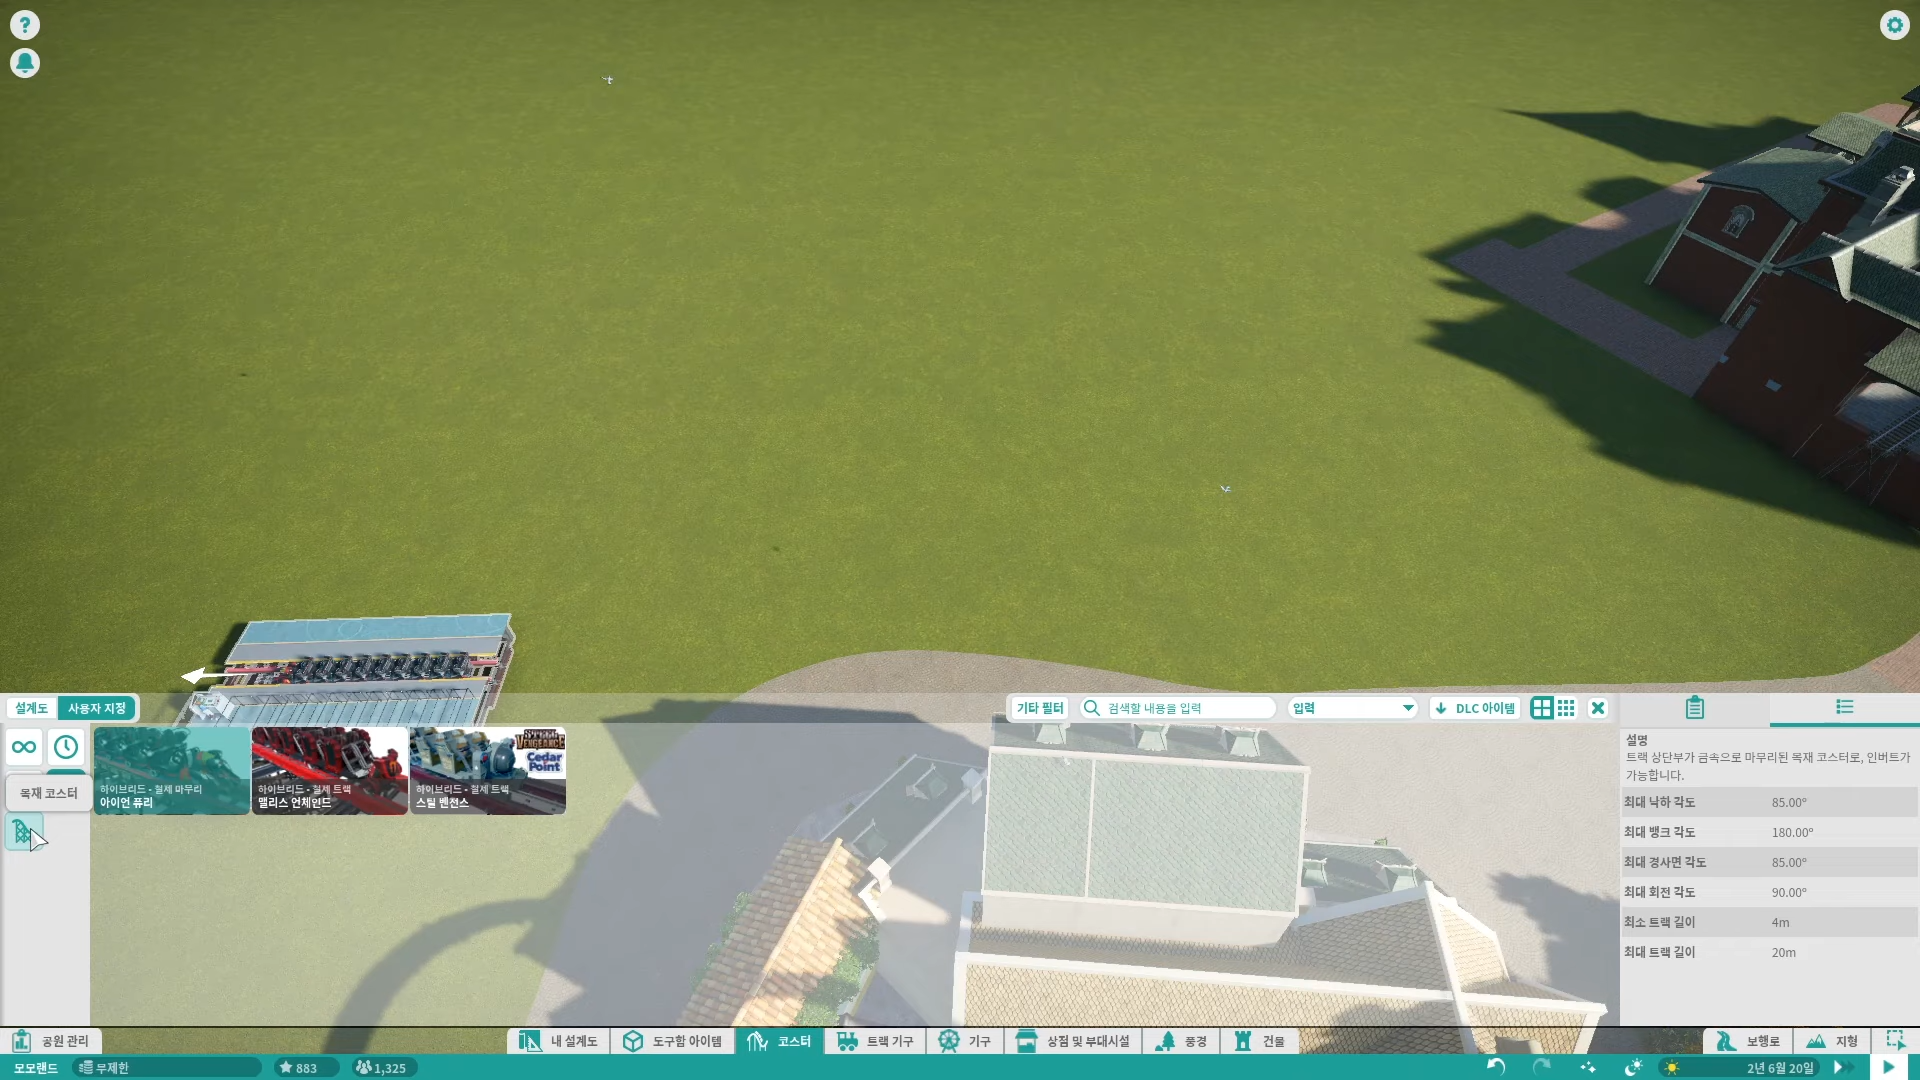 ?
설계도
사용자 지정
기타 필터
검색할 내용을 입력
입력
DLC 아이템
목재 코스터
하이브리드 - 철제 마무리
아이언 퓨리
하이브리드 - 철제 트랙
맬리스 언체인드
STEEL VENGEANCE
Cedar Point
하이브리드 - 철제 트랙
스틸 벤전스
설명
트랙 상단부가 금속으로 마무리된 목재 코스터로, 인버트가
가능합니다.
최대 낙하 각도 85.00º
최대 뱅크 각도 180.00º
최대 경사면 각도 85.00º
최대 회전 각도 90.00º
최소 트랙 길이 4m
최대 트랙 길이 20m
공원 관리
내 설계도
도구함 아이템
코스터
트랙 기구
기구
상점 및 부대시설
풍경
건물
보행로
지형
모모랜드
무제한
883
1,325
2년 6월 20일